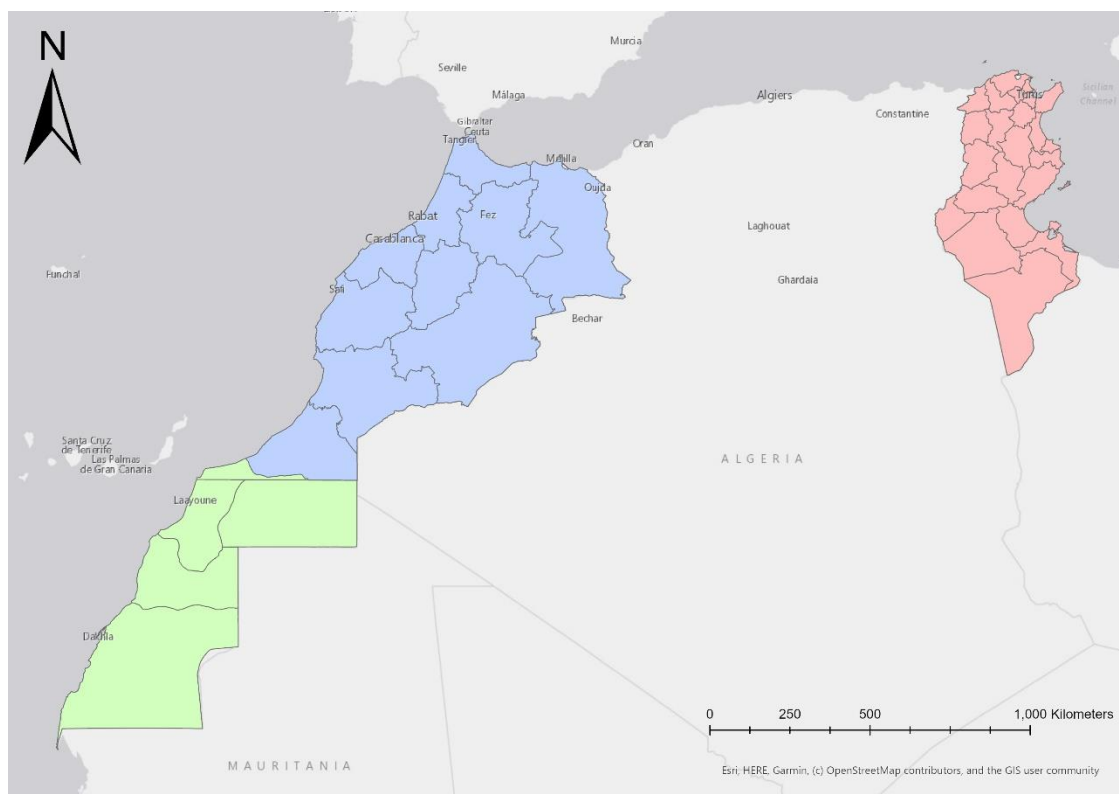 N
Murcia
Seville
Málaga
Gibraltar
Ceuta
Tangier
Melilla
Oran
Oujda
Algiers
Constantine
Tunis
Sicilian
Channel
Rabat
Fez
Casablanca
Laghouat
Funchal
Safi
Ghardaia
Bechar
Santa Cruz
de Tenerife
Las Palmas
de Gran Canaria
ALGERIA
Laayoune
Dakhla
0 250 500 1,000 Kilometers
MAURITANIA
Esri, HERE, Garmin, (c) OpenStreetMap contributors, and the GIS user community